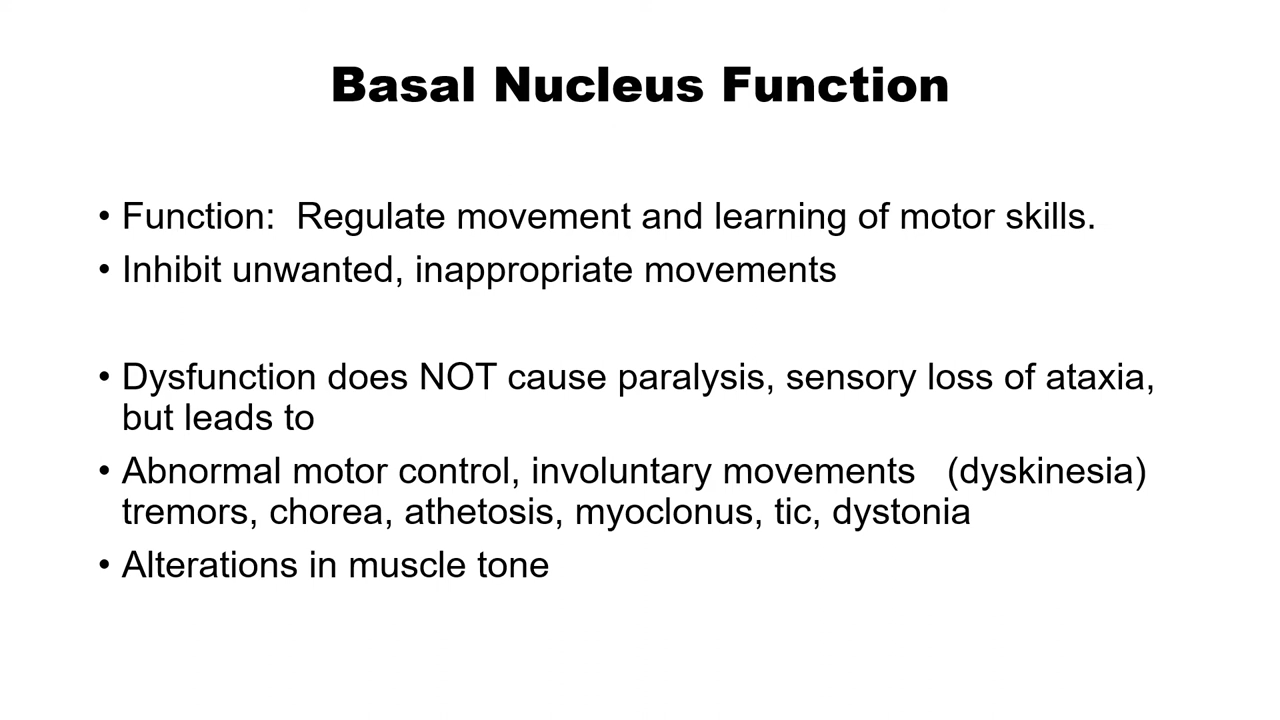 Basal Nucleus Function
• Function:  Regulate movement and learning of motor skills.
• Inhibit unwanted, inappropriate movements
• Dysfunction does NOT cause paralysis, sensory loss of ataxia,
but leads to
• Abnormal motor control, involuntary movements   (dyskinesia)
tremors, chorea, athetosis, myoclonus, tic, dystonia
• Alterations in muscle tone